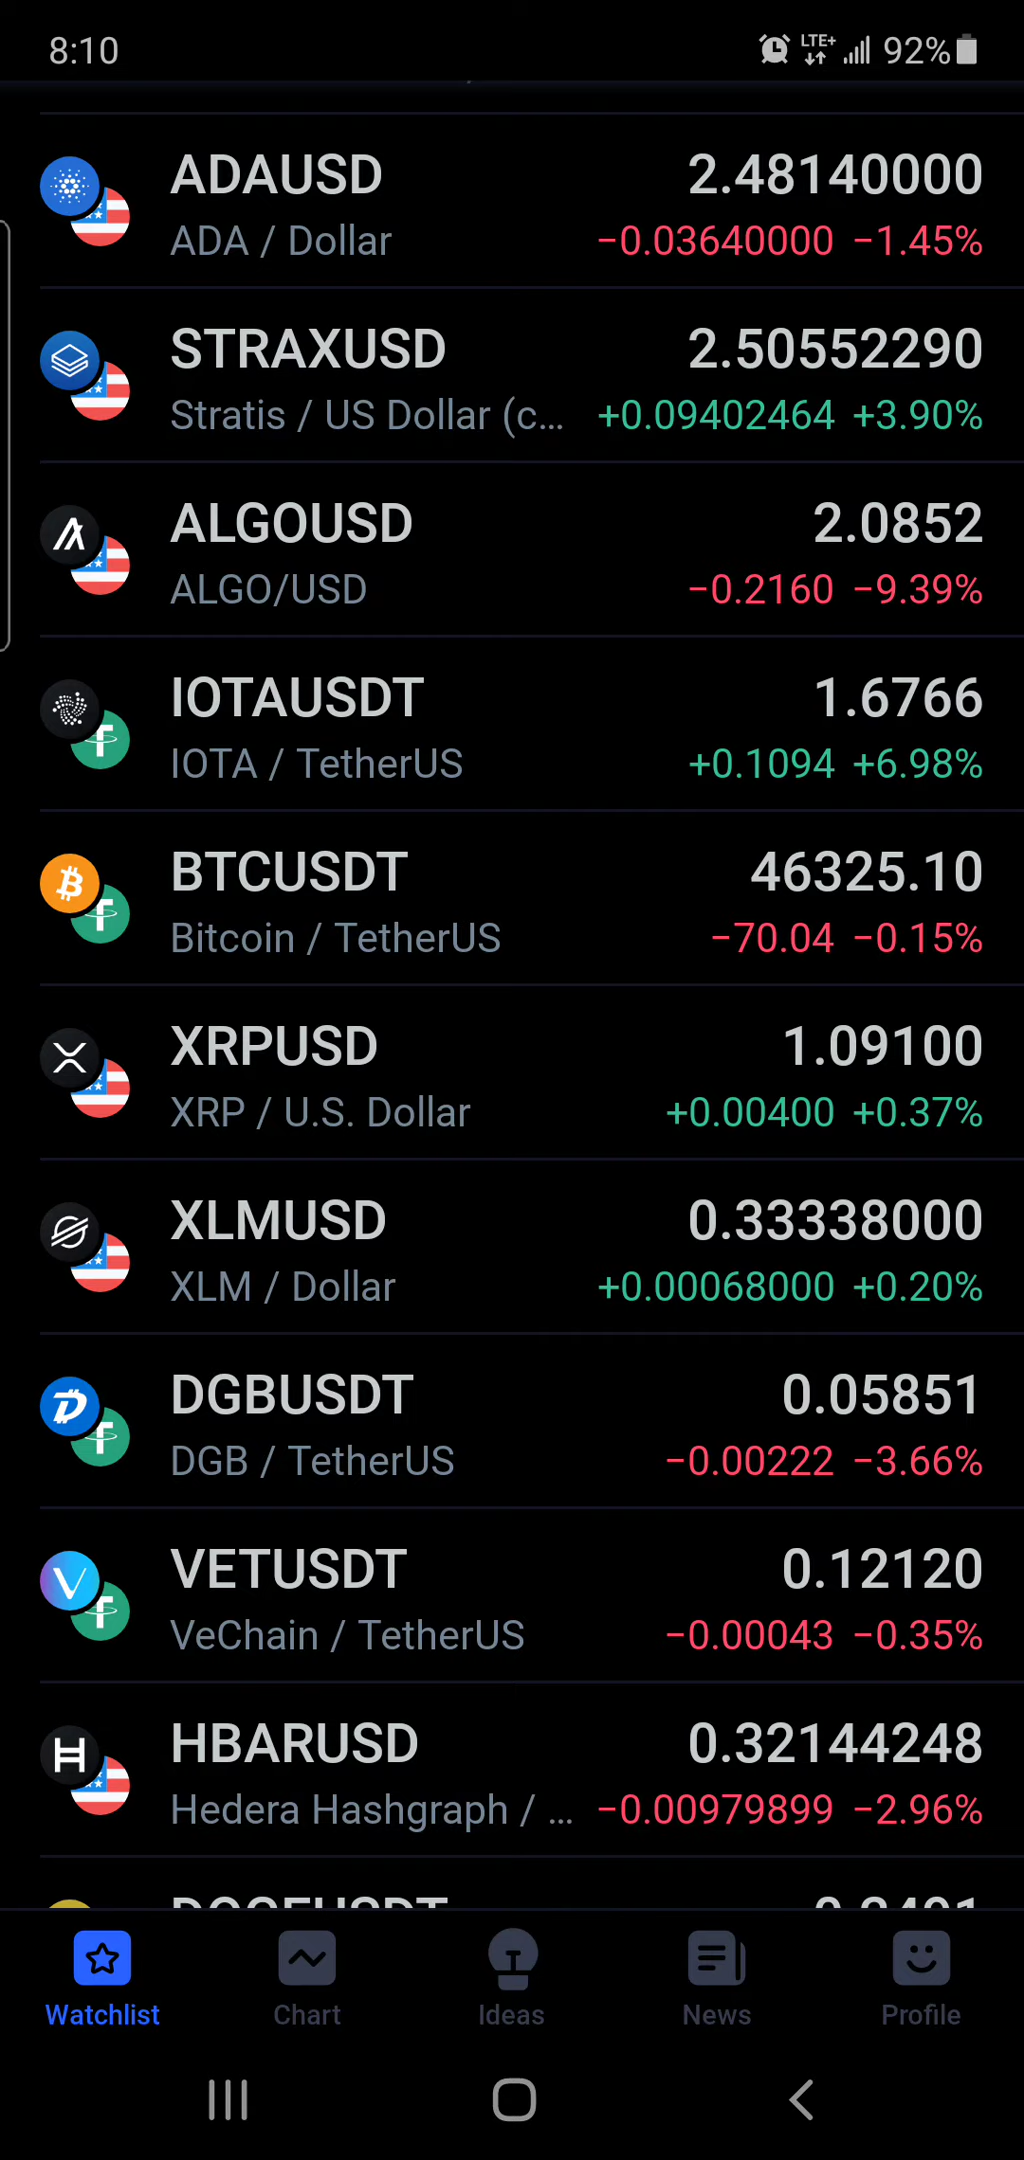 8:10 LTE+ 92%
ADAUSD 2.48140000
ADA / Dollar −0.03640000 −1.45%
STRAXUSD 2.50552290
Stratis / US Dollar (c... +0.09402464 +3.90%
ALGOUSD 2.0852
ALGO/USD −0.2160 −9.39%
IOTAUSDT 1.6766
IOTA / TetherUS +0.1094 +6.98%
BTCUSDT 46325.10
Bitcoin / TetherUS −70.04 −0.15%
XRPUSD 1.09100
XRP / U.S. Dollar +0.00400 +0.37%
XLMUSD 0.33338000
XLM / Dollar +0.00068000 +0.20%
DGBUSDT 0.05851
DGB / TetherUS −0.00222 −3.66%
VETUSDT 0.12120
VeChain / TetherUS −0.00043 −0.35%
HBARUSD 0.32144248
Hedera Hashgraph / ... −0.00979899 −2.96%
Watchlist Chart Ideas News Profile